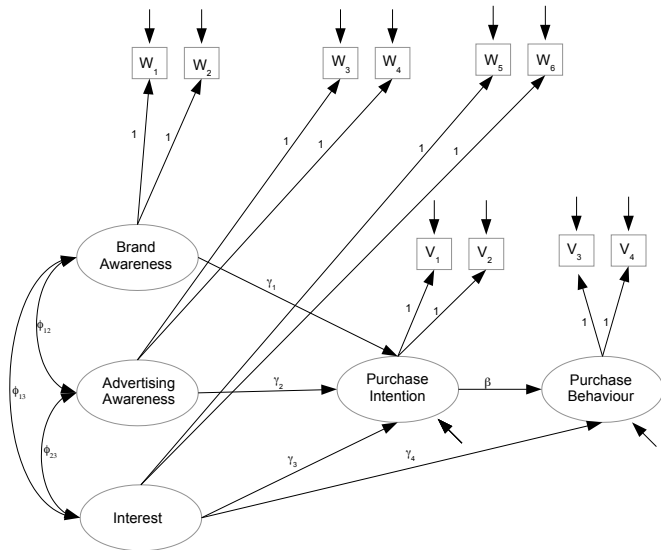 W₁ W₂ W₃ W₄ W₅ W₆
1 1 1 1 1 1
V₁ V₂ V₃ V₄
1 1 1 1
Brand
Awareness
γ₁
ϕ₁₂
ϕ₁₃
Advertising
Awareness
γ₂
Purchase
Intention
β
Purchase
Behaviour
ϕ₂₃
γ₃
γ₄
Interest